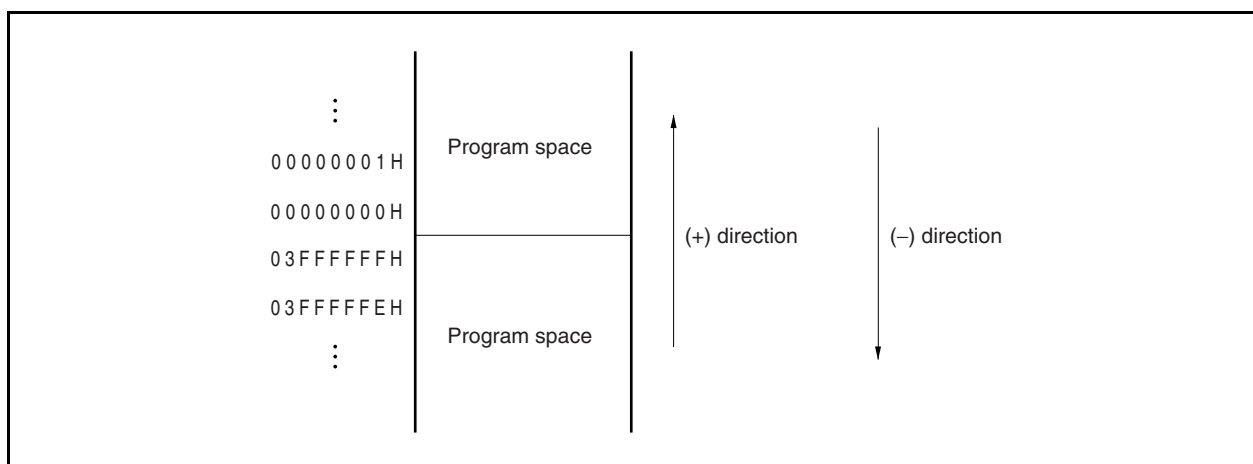 ⋮
00000001H
Program space
00000000H
(+) direction
(–) direction
03FFFFFFH
03FFFFFEH
Program space
⋮